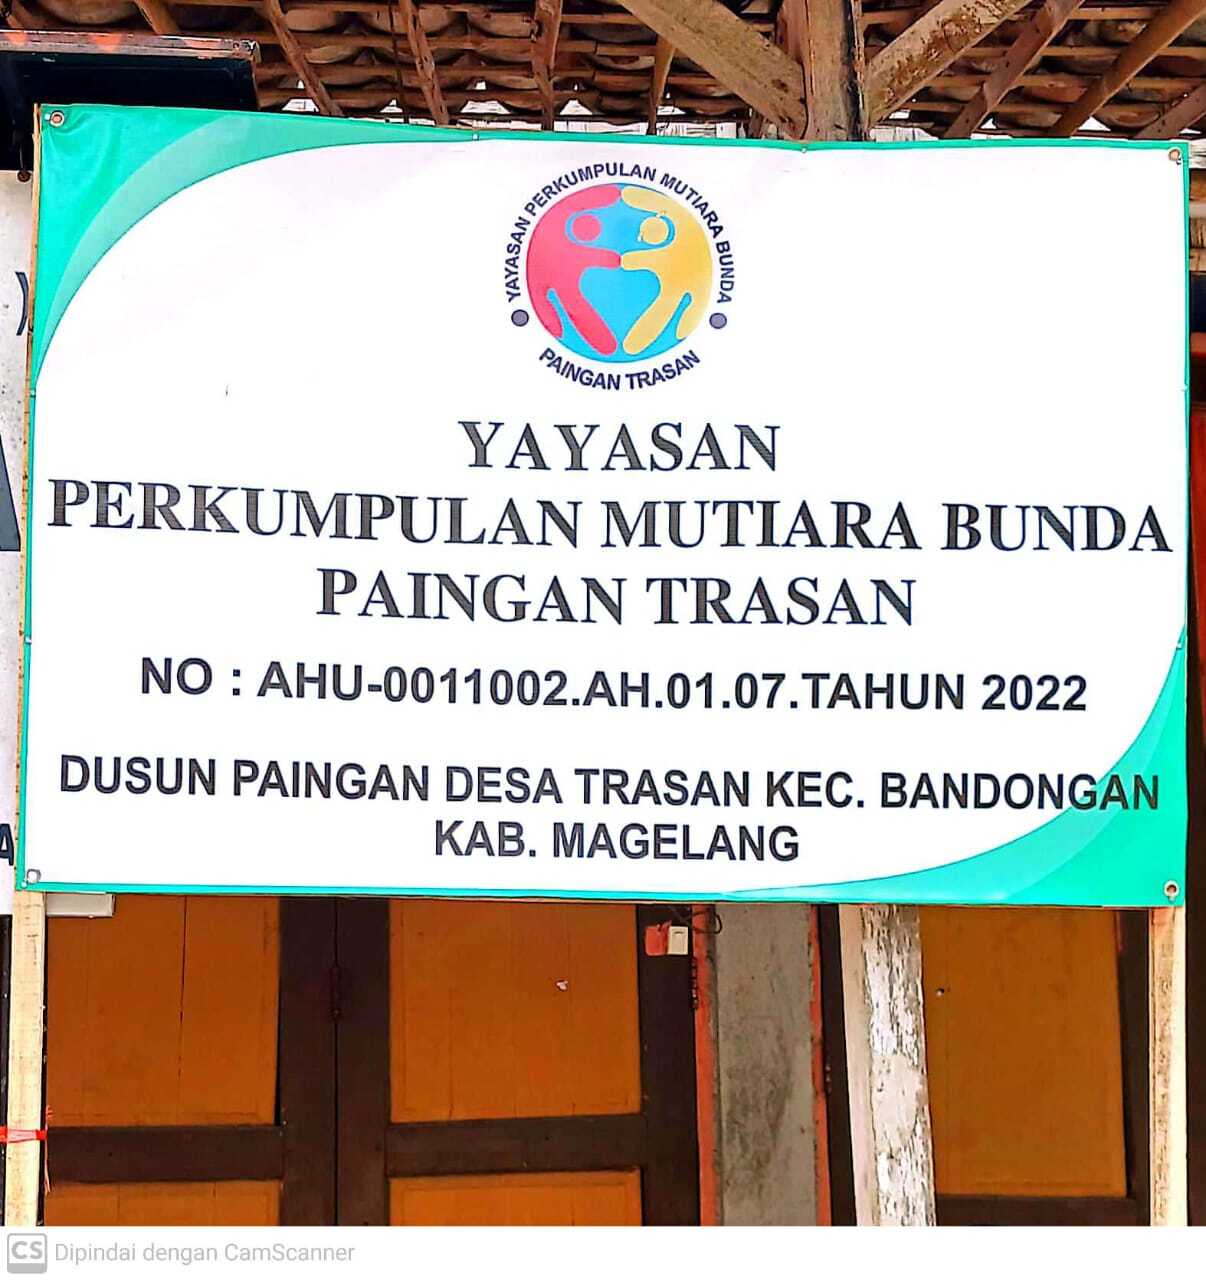 YAYASAN PERKUMPULAN MUTIARA BUNDA
PAINGAN TRASAN
YAYASAN
PERKUMPULAN MUTIARA BUNDA
PAINGAN TRASAN
NO : AHU-0011002.AH.01.07.TAHUN 2022
DUSUN PAINGAN DESA TRASAN KEC. BANDONGAN
KAB. MAGELANG
CS Dipindai dengan CamScanner